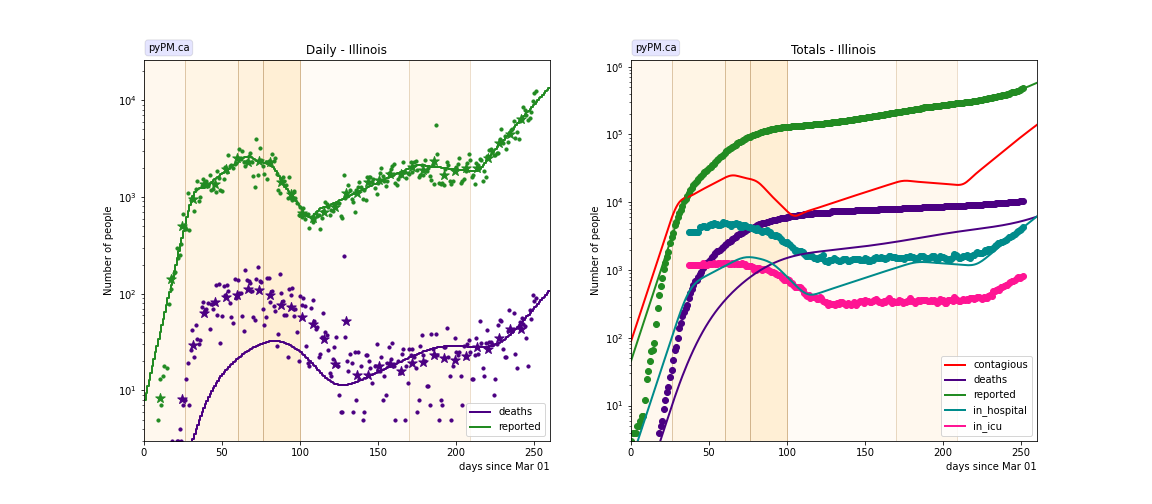 pyPM.ca
Daily - Illinois
Number of people
10^4
10^3
10^2
10^1
0
50
100
150
200
250
days since Mar 01
deaths
reported
pyPM.ca
Totals - Illinois
Number of people
10^6
10^5
10^4
10^3
10^2
10^1
0
50
100
150
200
250
days since Mar 01
contagious
deaths
reported
in_hospital
in_icu